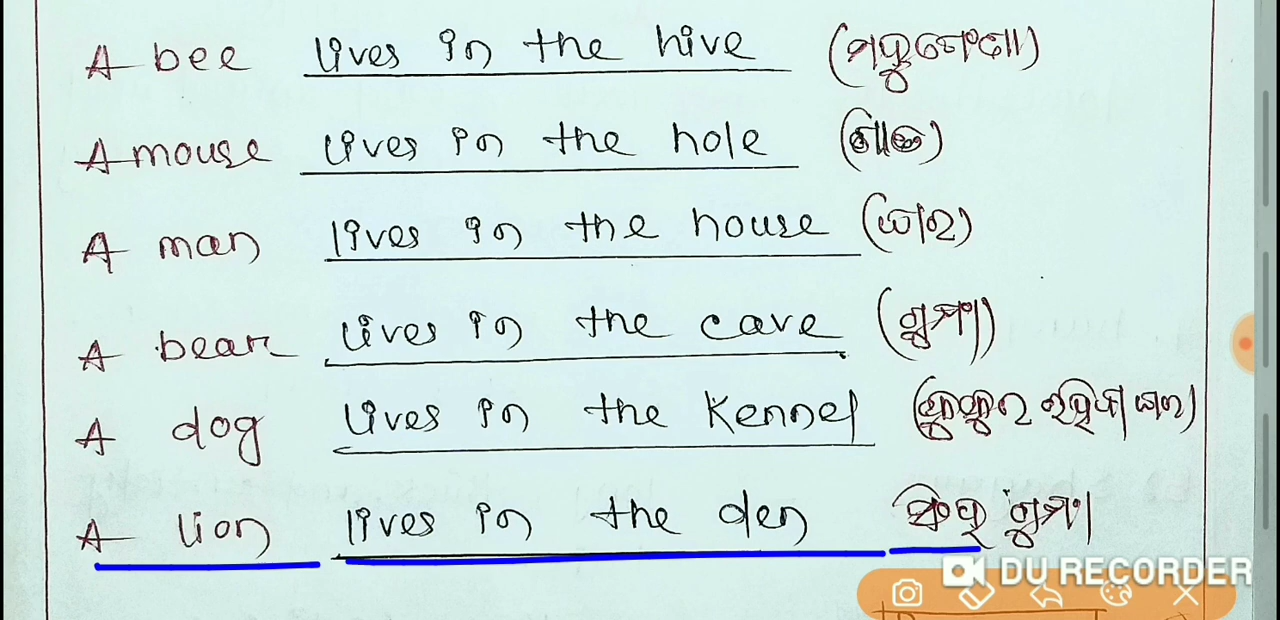 A bee lives in the hive (ମହୁଫେଣା)
A mouse lives in the hole (ଗାତ)
A man lives in the house (ଘର)
A bear lives in the cave (ଗୁମ୍ଫା)
A dog lives in the Kennel (କୁକୁର ରହିବା ଘର)
A lion lives in the den ସିଂହ ଗୁମ୍ଫା
DU RECORDER